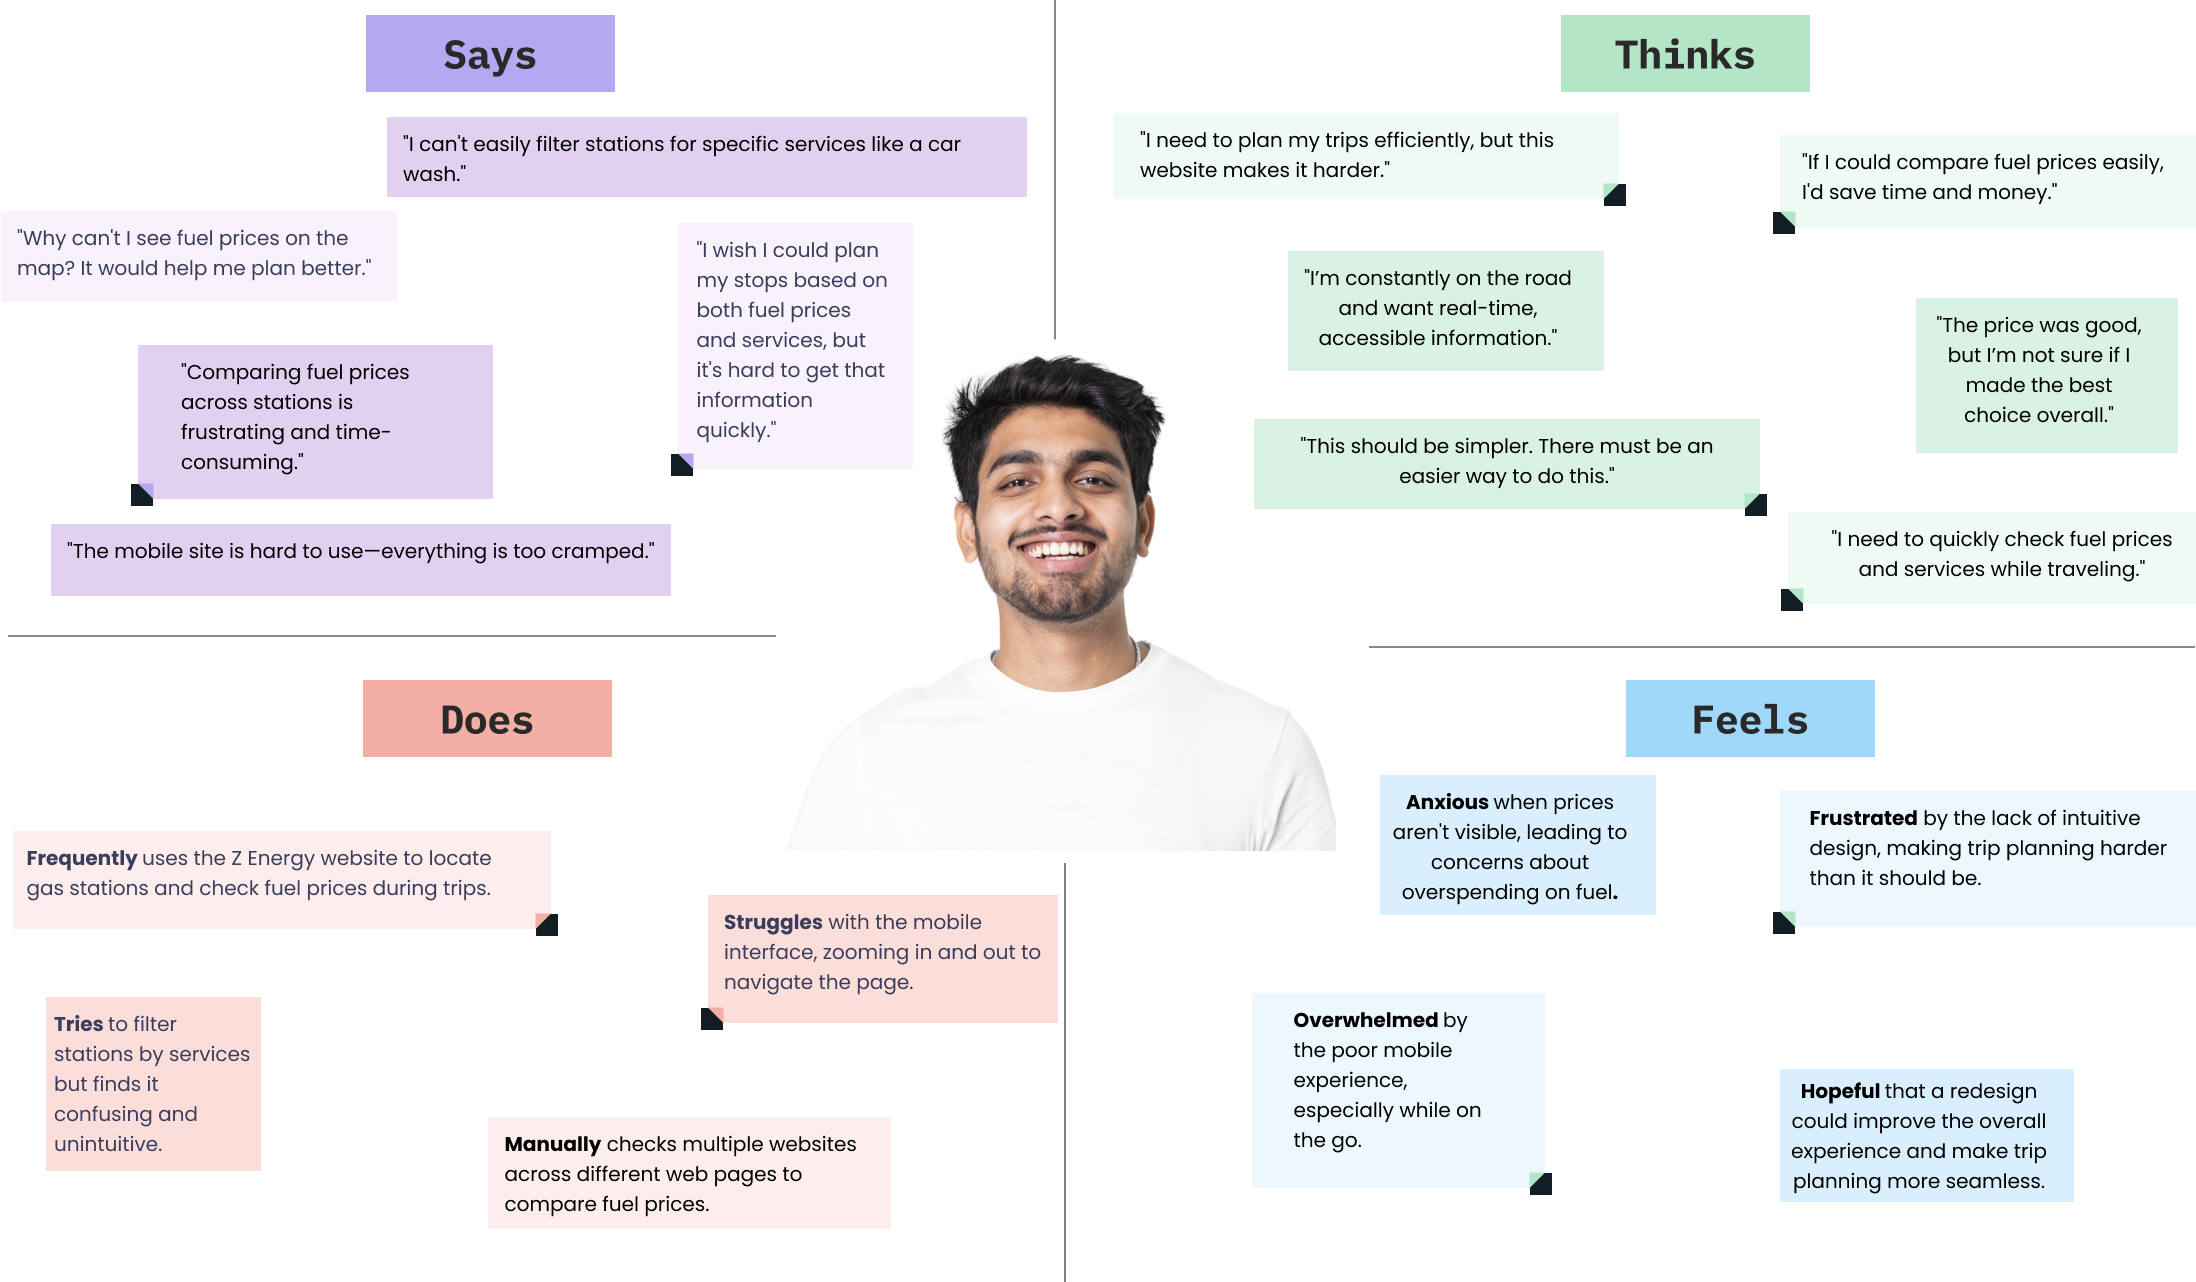 Says
"I can't easily filter stations for specific services like a car
wash."
"Why can't I see fuel prices on the
map? It would help me plan better."
"I wish I could plan
my stops based on
both fuel prices
and services, but
it's hard to get that
information
quickly."
"Comparing fuel prices
across stations is
frustrating and time-
consuming."
"The mobile site is hard to use—everything is too cramped."
Thinks
"I need to plan my trips efficiently, but this
website makes it harder."
"If I could compare fuel prices easily,
I'd save time and money."
"I’m constantly on the road
and want real-time,
accessible information."
"The price was good,
but I’m not sure if I
made the best
choice overall."
"This should be simpler. There must be an
easier way to do this."
"I need to quickly check fuel prices
and services while traveling."
Does
Frequently uses the Z Energy website to locate
gas stations and check fuel prices during trips.
Struggles with the mobile
interface, zooming in and out to
navigate the page.
Tries to filter
stations by services
but finds it
confusing and
unintuitive.
Manually checks multiple websites
across different web pages to
compare fuel prices.
Feels
Anxious when prices
aren't visible, leading to
concerns about
overspending on fuel.
Frustrated by the lack of intuitive
design, making trip planning harder
than it should be.
Overwhelmed by
the poor mobile
experience,
especially while on
the go.
Hopeful that a redesign
could improve the overall
experience and make trip
planning more seamless.